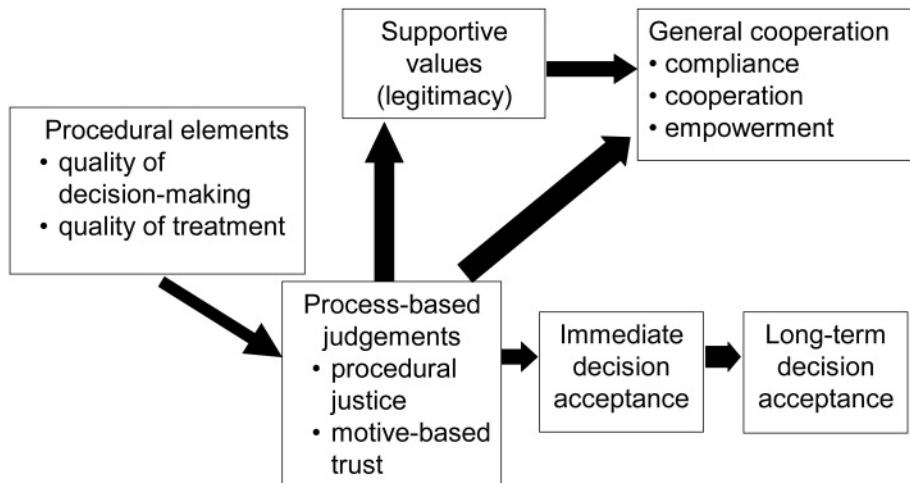 Supportive
values
(legitimacy)
General cooperation
• compliance
• cooperation
• empowerment
Procedural elements
• quality of
decision-making
• quality of treatment
Process-based
judgements
• procedural
justice
• motive-based
trust
Immediate
decision
acceptance
Long-term
decision
acceptance